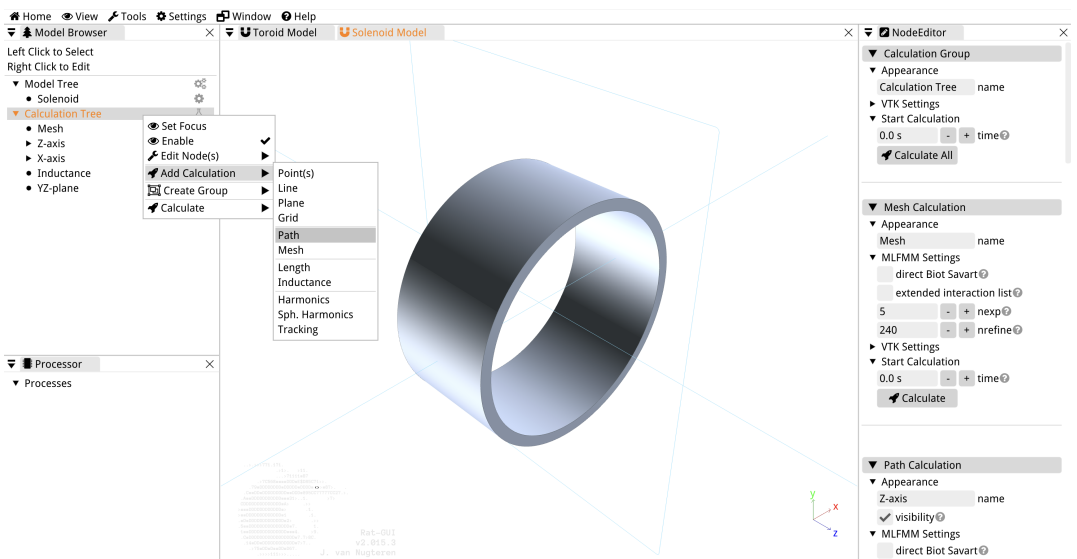 Home View Tools Settings Window Help
Model Browser
Left Click to Select
Right Click to Edit
Model Tree
Solenoid
Calculation Tree
Mesh
Z-axis
X-axis
Inductance
YZ-plane
Set Focus
Enable
Edit Node(s)
Add Calculation
Create Group
Calculate
Point(s)
Line
Plane
Grid
Path
Mesh
Length
Inductance
Harmonics
Sph. Harmonics
Tracking
Processor
Processes
Toroid Model Solenoid Model
y
x
z
Rat-GUI
v2.015.3
J. van Nugteren
NodeEditor
Calculation Group
Appearance
Calculation Tree name
VTK Settings
Start Calculation
0.0 s - + time?
Calculate All
Mesh Calculation
Appearance
Mesh name
MLFMM Settings
direct Biot Savart?
extended interaction list?
5 - + nexp?
240 - + nrefine?
VTK Settings
Start Calculation
0.0 s - + time?
Calculate
Path Calculation
Appearance
Z-axis name
visibility?
MLFMM Settings
direct Biot Savart?